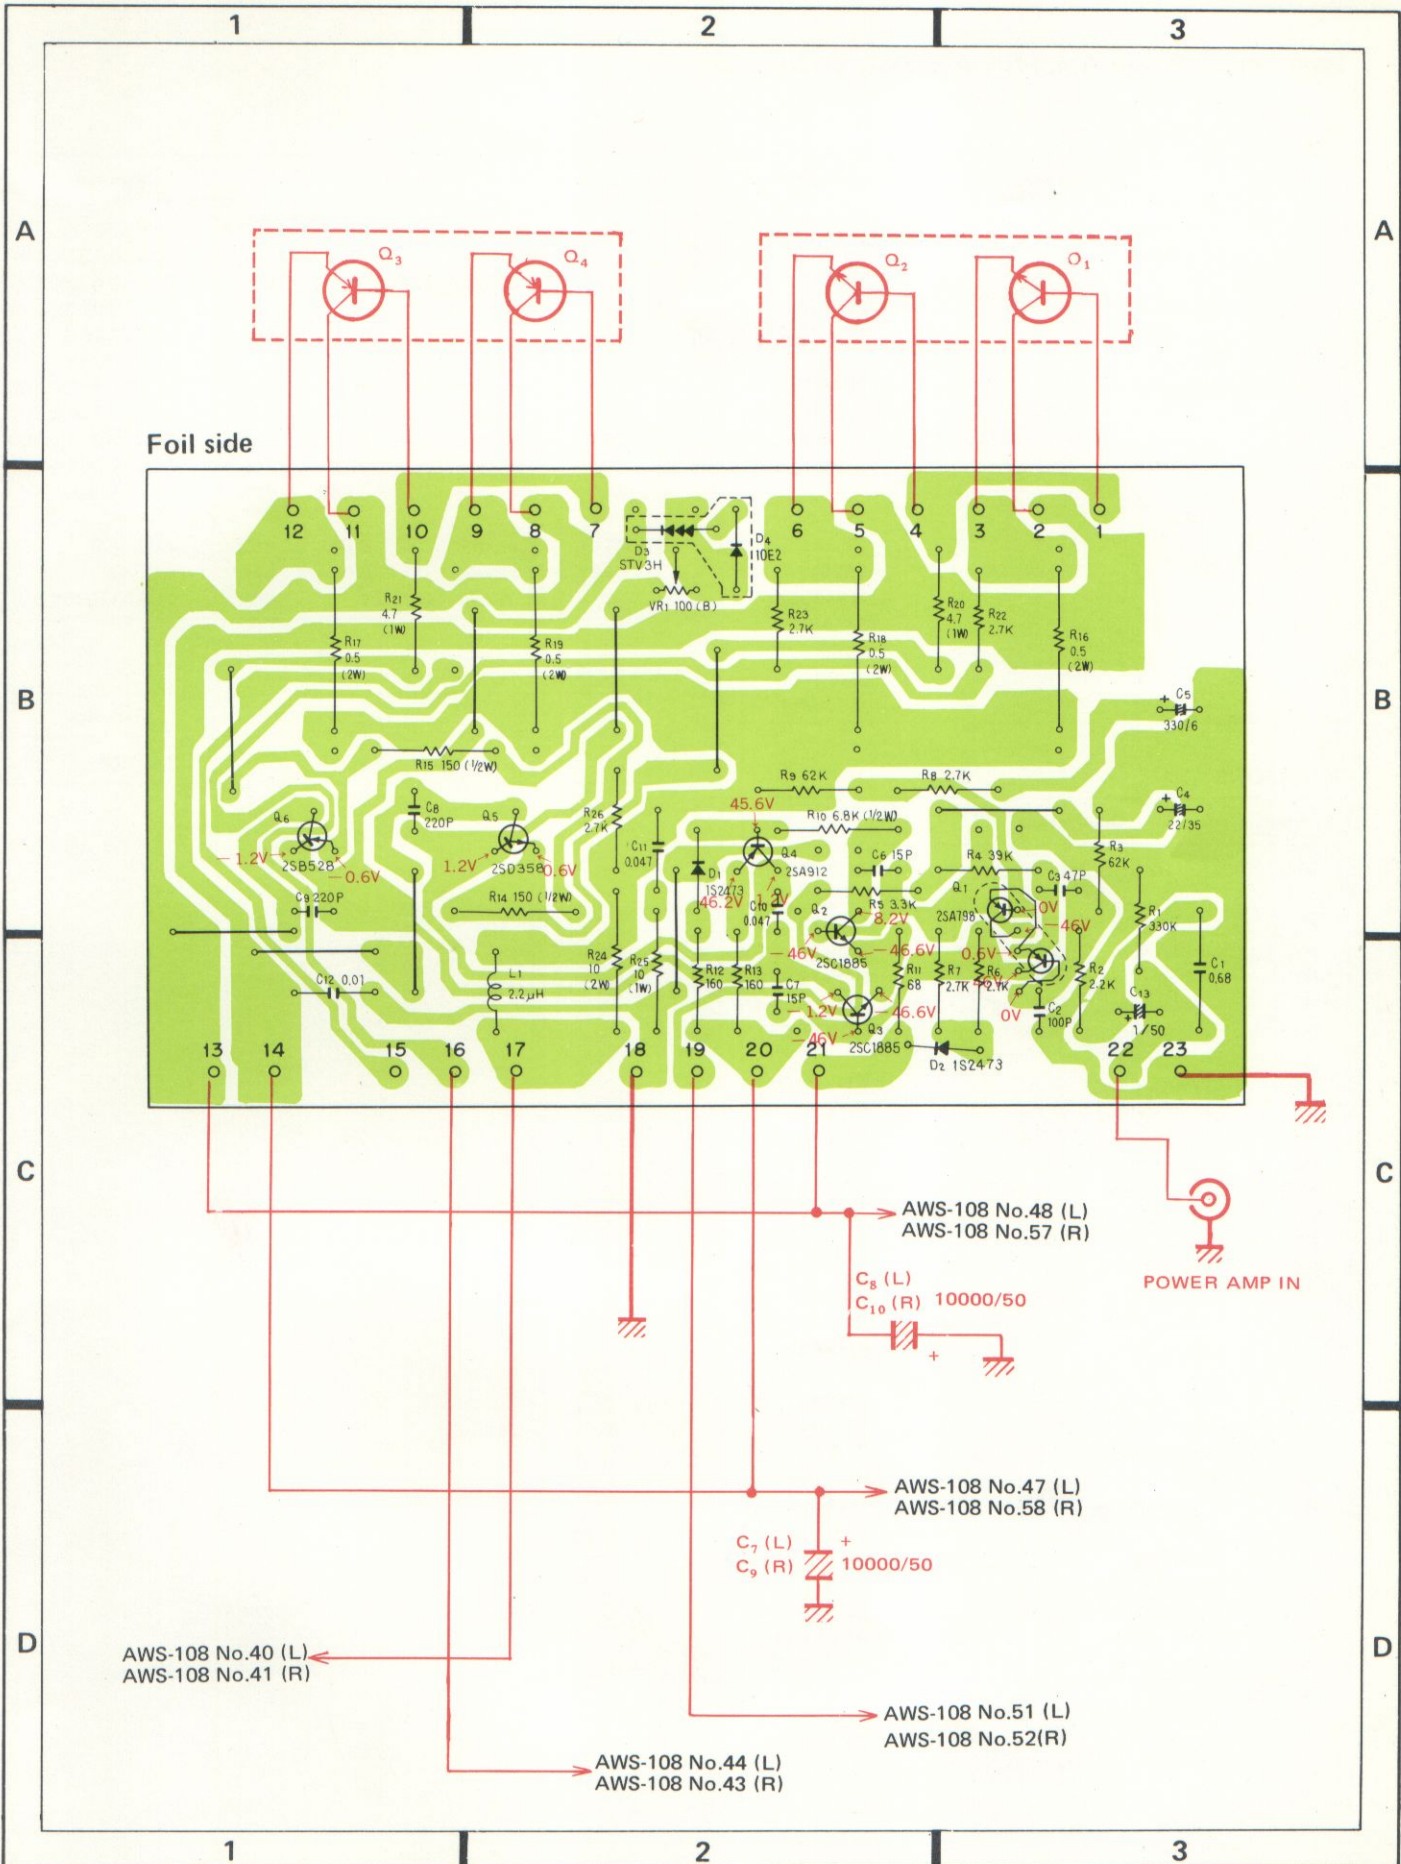 1 2 3
A A
Q3 Q4 Q2 Q1
Foil side
12 11 10 9 8 7 6 5 4 3 2 1
D3
STV3H
D4
10E2
VR1 100 (B)
R21
4.7
(1W)
R17
0.5
(2W)
R19
0.5
(2W)
R23
2.7K
R18
0.5
(2W)
R20
4.7
(1W)
R22
2.7K
R16
0.5
(2W)
B B
C5
330/6
R15 150 (1/2W)
R9 62K
R8 2.7K
C8
220P
45.6V
R10 6.8K (1/2W)
C4
22/35
Q6
-1.2V
2SB528
-0.6V
Q5
1.2V
2SD358
0.6V
R26
2.7K
C11
0.047
D1
1S2473
46.2V
Q4
2SA912
1.2V
C6 15P
R4 39K
R3
62K
C9 220P
R14 150 (1/2W)
C10
0.047
Q2
R5 3.3K
-8.2V
Q1
2SA798
C3 47P
0V
-46V
R1
330K
-46V
2SC1885
-46.6V
0.6V
C12 0.01
L1
2.2μH
R24
10
(2W)
R25
10
(1W)
R12
160
R13
160
C7
15P
-1.2V
-46V
-46.6V
Q3
2SC1885
R11
68
R7
2.7K
R6
2.7K
-46V
0V
C2
100P
R2
2.2K
C13
1/50
C1
0.68
D2 1S2473
13 14 15 16 17 18 19 20 21 22 23
C C
AWS-108 No.48 (L)
AWS-108 No.57 (R)
C8 (L)
C10 (R) 10000/50
+
POWER AMP IN
AWS-108 No.47 (L)
AWS-108 No.58 (R)
C7 (L) +
C9 (R) 10000/50
D D
AWS-108 No.40 (L)
AWS-108 No.41 (R)
AWS-108 No.51 (L)
AWS-108 No.52(R)
AWS-108 No.44 (L)
AWS-108 No.43 (R)
1 2 3